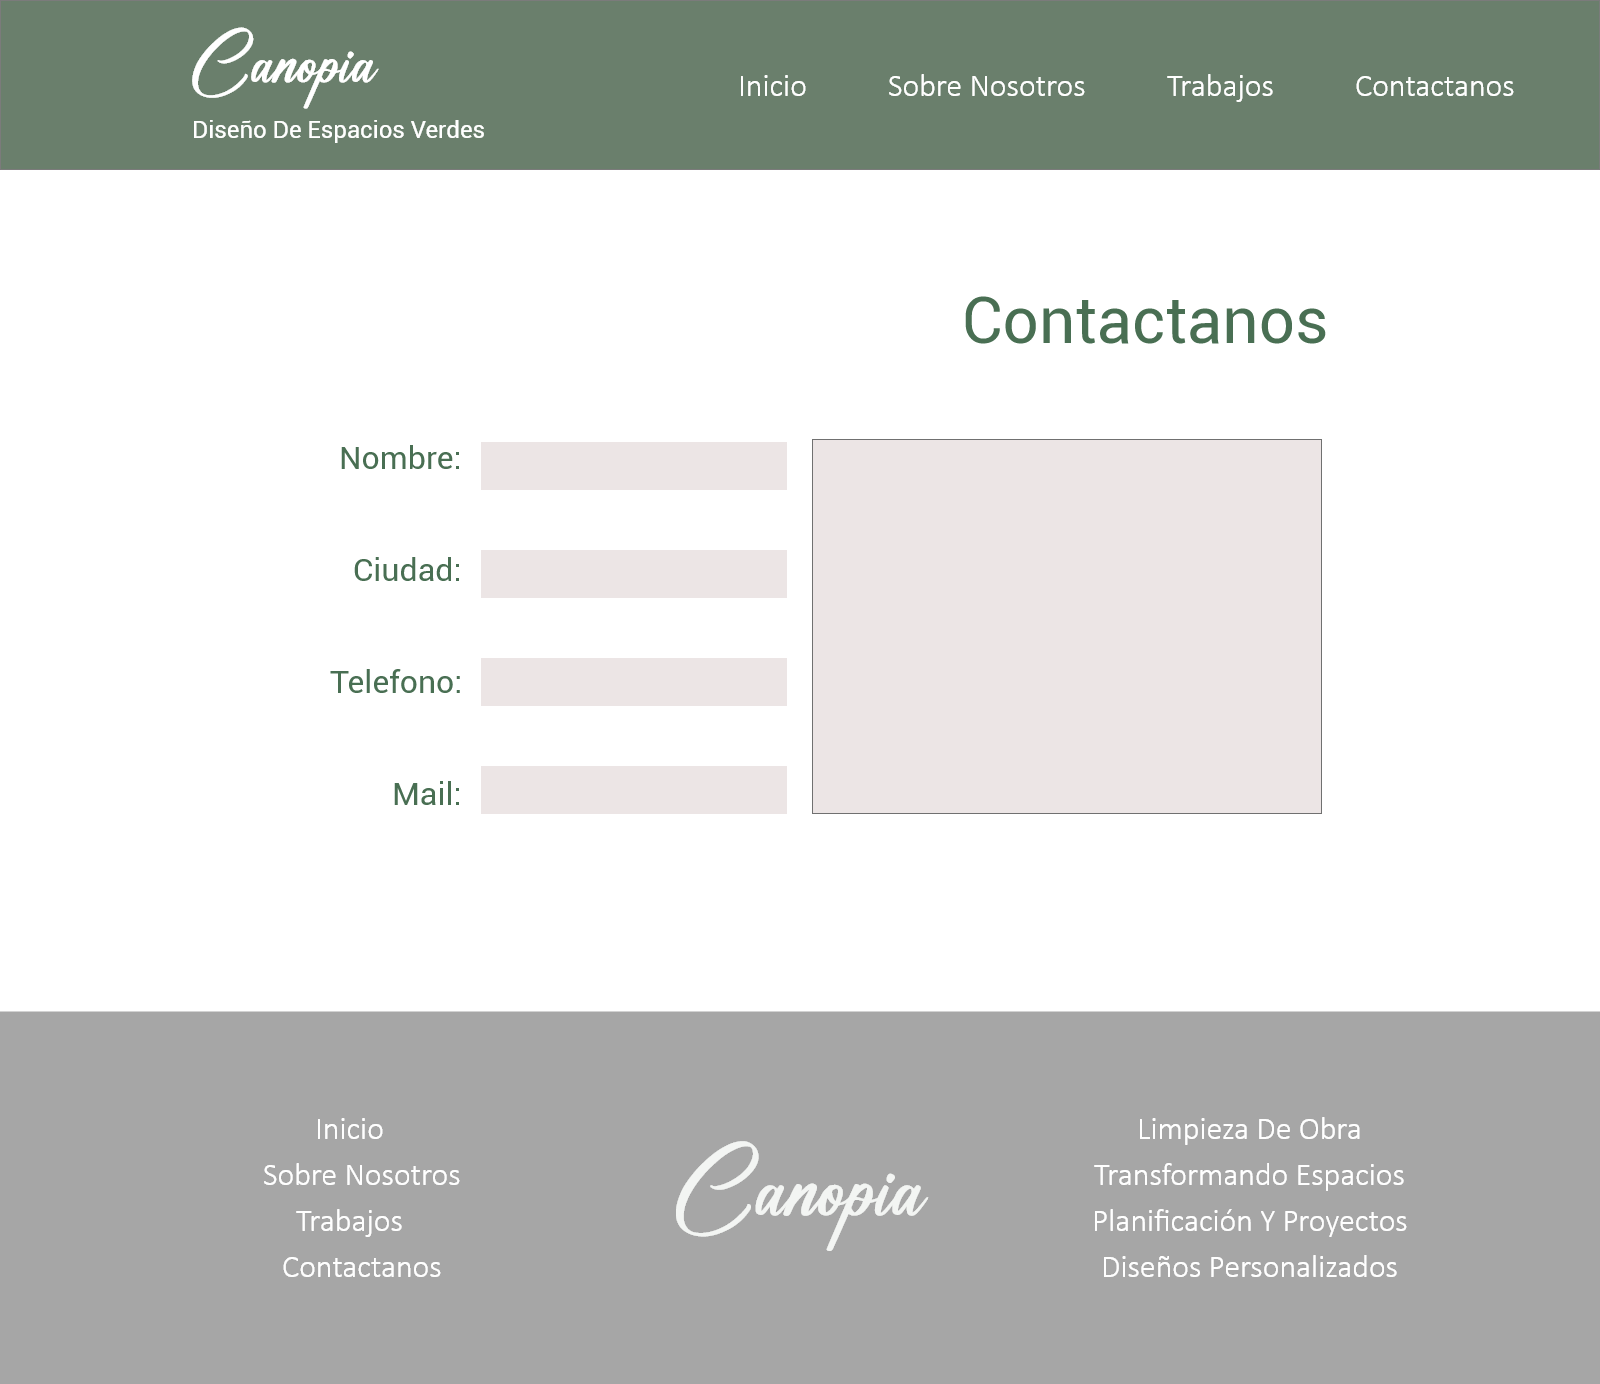 Canopia
Diseño De Espacios Verdes
Inicio
Sobre Nosotros
Trabajos
Contactanos
Contactanos
Nombre:
Ciudad:
Telefono:
Mail:
Inicio
Sobre Nosotros
Trabajos
Contactanos
Canopia
Limpieza De Obra
Transformando Espacios
Planificación Y Proyectos
Diseños Personalizados